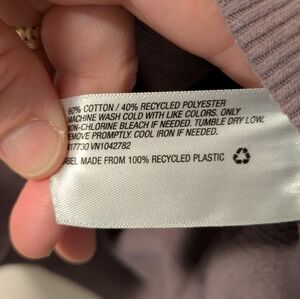 60% COTTON / 40% RECYCLED POLYESTER
MACHINE WASH COLD WITH LIKE COLORS. ONLY
NON-CHLORINE BLEACH IF NEEDED. TUMBLE DRY LOW.
REMOVE PROMPTLY. COOL IRON IF NEEDED.
17730 VN1042782
LABEL MADE FROM 100% RECYCLED PLASTIC